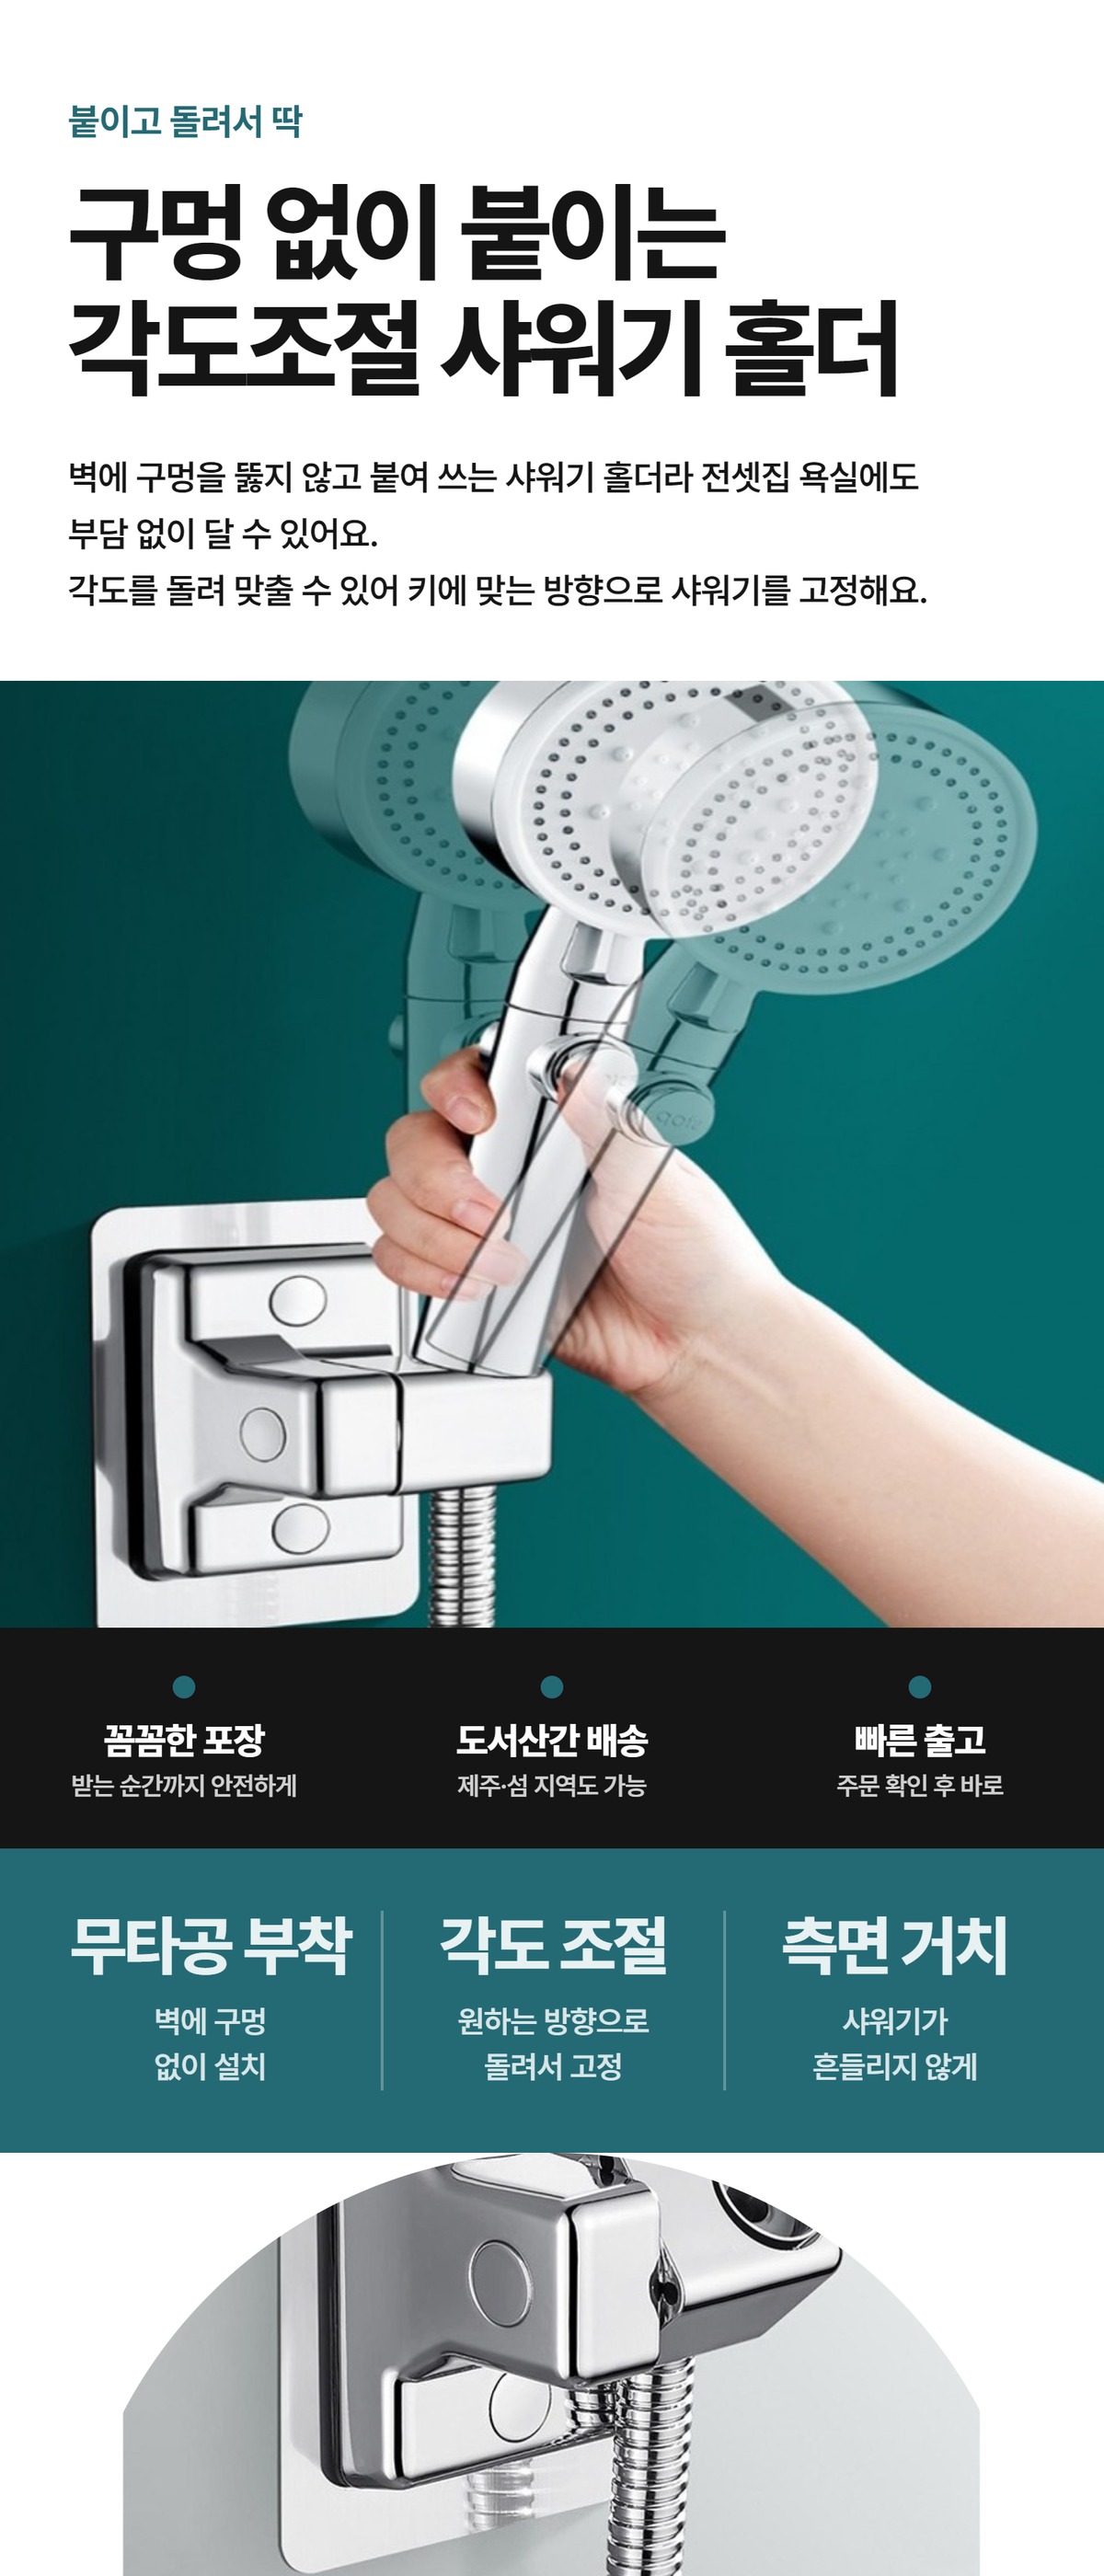 붙이고 돌려서 딱
구멍 없이 붙이는
각도조절 샤워기 홀더
벽에 구멍을 뚫지 않고 붙여 쓰는 샤워기 홀더라 전셋집 욕실에도
부담 없이 달 수 있어요.
각도를 돌려 맞출 수 있어 키에 맞는 방향으로 샤워기를 고정해요.
꼼꼼한 포장
받는 순간까지 안전하게
도서산간 배송
제주·섬 지역도 가능
빠른 출고
주문 확인 후 바로
무타공 부착
벽에 구멍
없이 설치
각도 조절
원하는 방향으로
돌려서 고정
측면 거치
샤워기가
흔들리지 않게